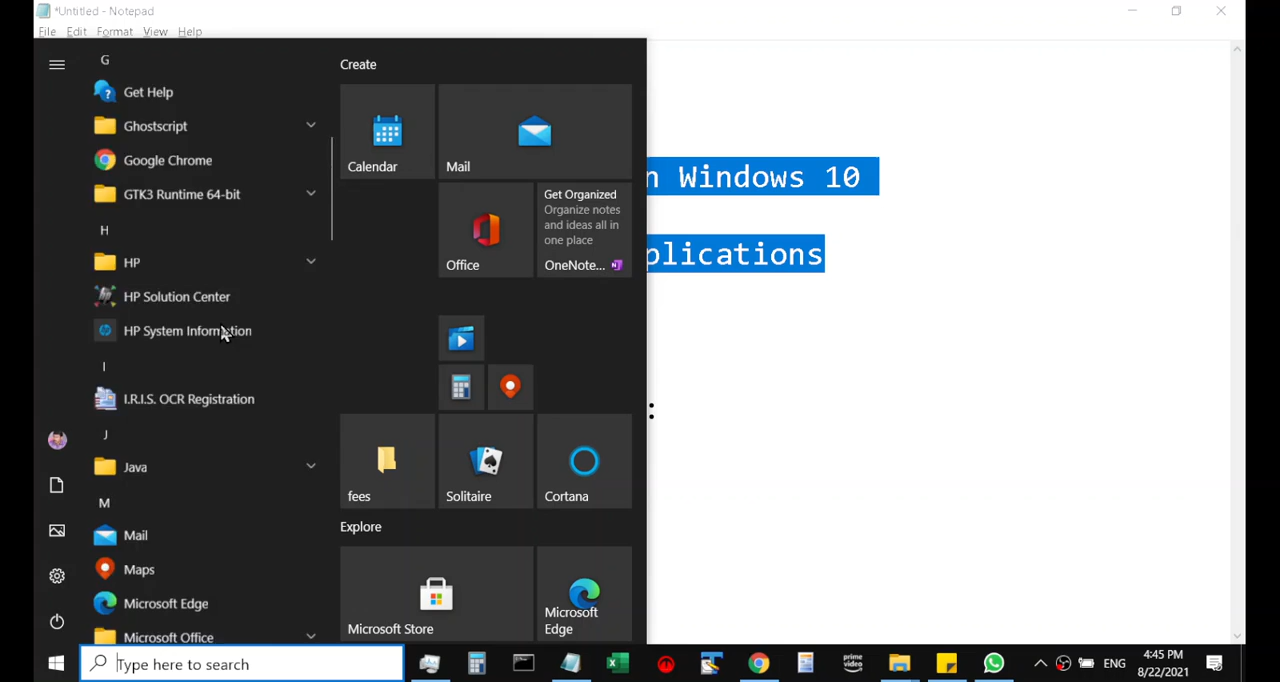 *Untitled - Notepad
File Edit Format View Help
n Windows 10
plications
:
G
Get Help
Ghostscript
Google Chrome
GTK3 Runtime 64-bit
H
HP
HP Solution Center
HP System Information
I
I.R.I.S. OCR Registration
J
Java
M
Mail
Maps
Microsoft Edge
Microsoft Office
Create
Calendar
Mail
Office
Get Organized
Organize notes
and ideas all in
one place
OneNote...
fees
Solitaire
Cortana
Explore
Microsoft Store
Microsoft
Edge
Type here to search
prime
video
ENG
4:45 PM
8/22/2021